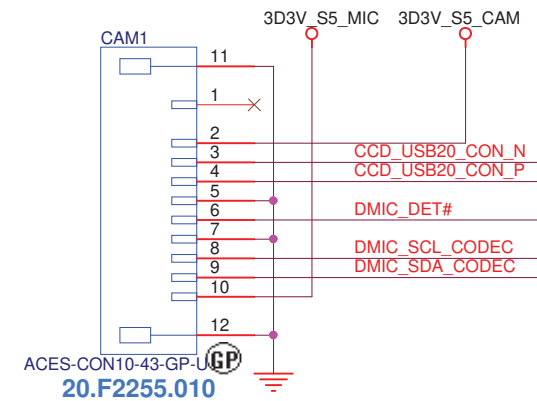 3D3V_S5_MIC 3D3V_S5_CAM
CAM1
11
1
2
3 CCD_USB20_CON_N
4 CCD_USB20_CON_P
5
6 DMIC_DET#
7
8 DMIC_SCL_CODEC
9 DMIC_SDA_CODEC
10
12
ACES-CON10-43-GP-U
GP
20.F2255.010